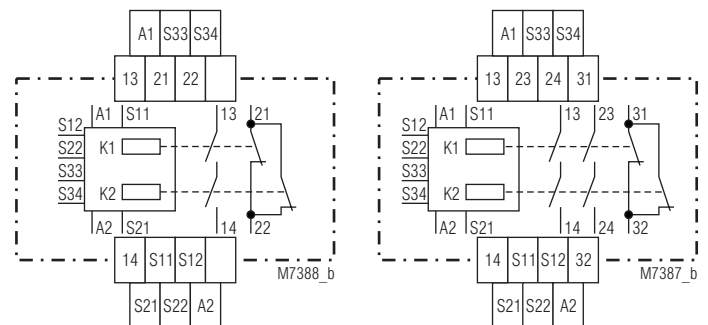 A1 S33 S34
13 21 22
A1 S11 13 21
S12
S22 K1
S33
S34 K2
A2 S21 14 22
14 S11 S12
M7388_b
S21 S22 A2
A1 S33 S34
13 23 24 31
A1 S11 13 23 31
S12
S22 K1
S33
S34 K2
A2 S21 14 24 32
14 S11 S12 32
M7387_b
S21 S22 A2